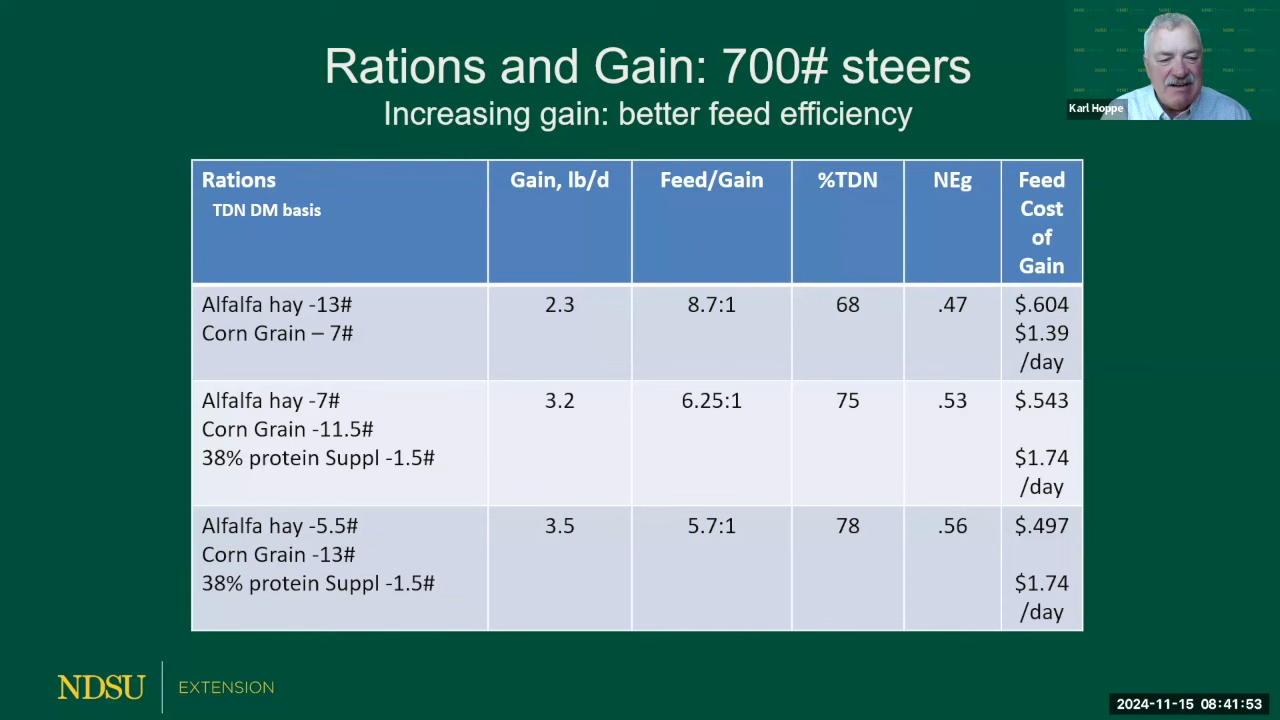 Rations and Gain: 700# steers
Increasing gain: better feed efficiency
Karl Hoppe
Rations
TDN DM basis
Gain, lb/d
Feed/Gain
%TDN
NEg
Feed
Cost
of
Gain
Alfalfa hay -13#
Corn Grain – 7#
2.3
8.7:1
68
.47
$.604
$1.39
/day
Alfalfa hay -7#
Corn Grain -11.5#
38% protein Suppl -1.5#
3.2
6.25:1
75
.53
$.543
$1.74
/day
Alfalfa hay -5.5#
Corn Grain -13#
38% protein Suppl -1.5#
3.5
5.7:1
78
.56
$.497
$1.74
/day
NDSU
EXTENSION
2024-11-15 08:41:53